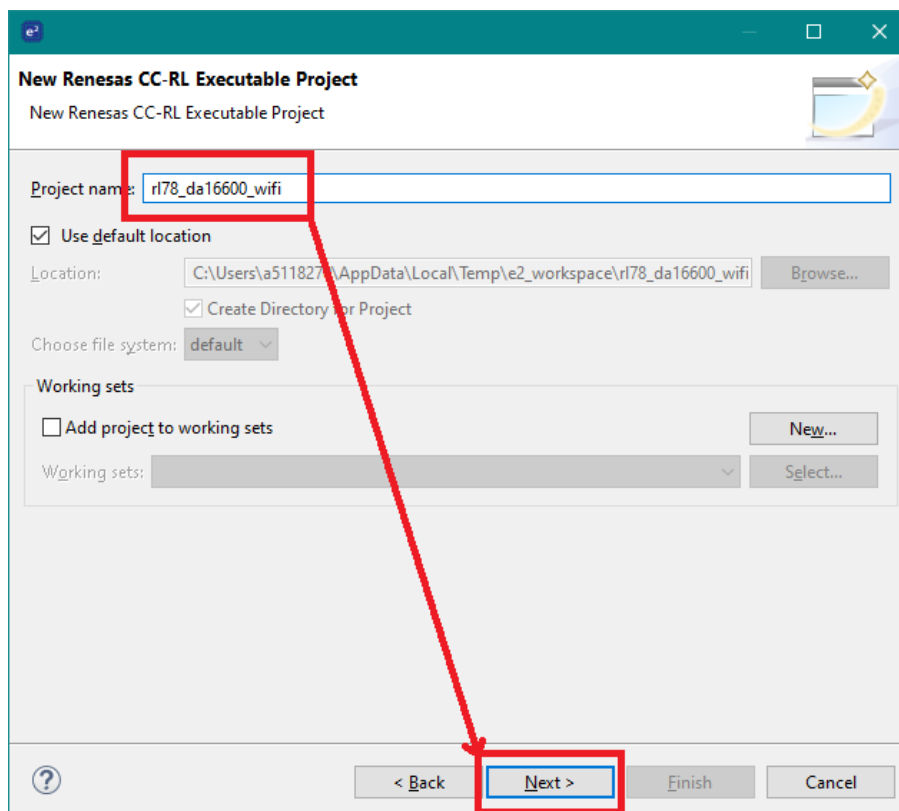 e²
New Renesas CC-RL Executable Project
New Renesas CC-RL Executable Project
Project name: rl78_da16600_wifi
Use default location
Location: Browse...
Create Directory for Project
Choose file system: default
Working sets
Add project to working sets New...
Working sets: Select...
? < Back Next > Finish Cancel